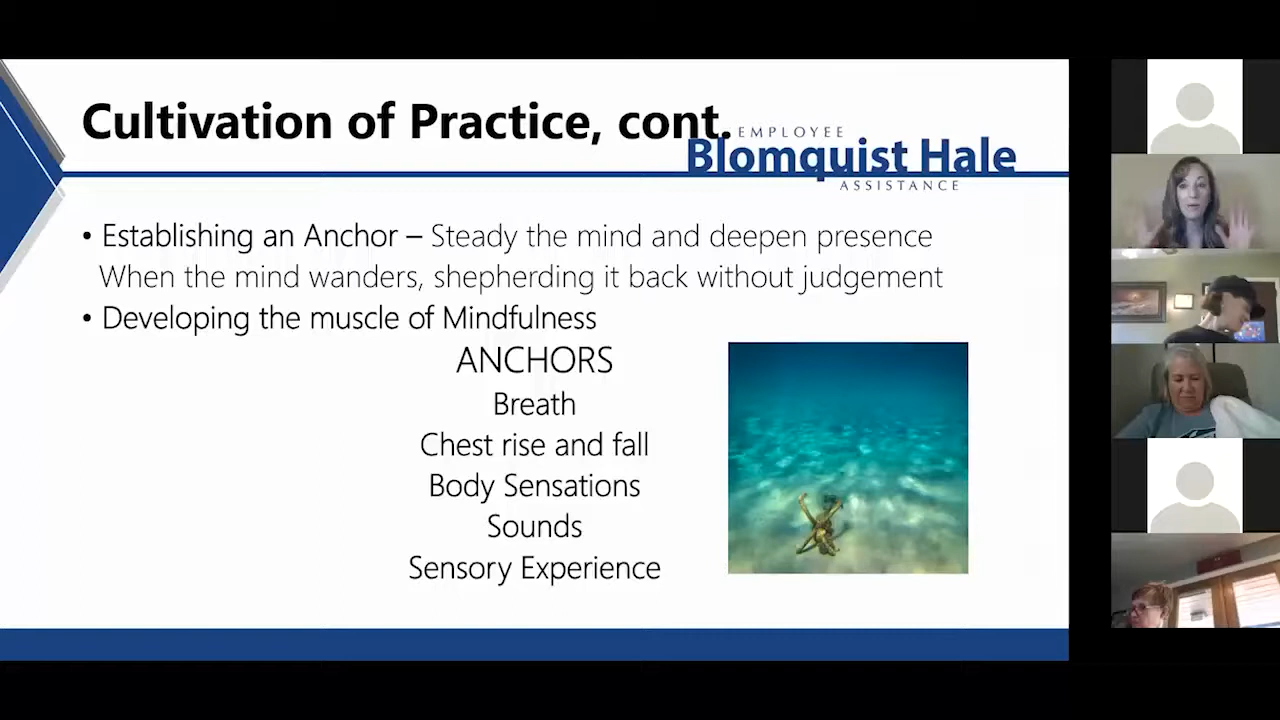 Cultivation of Practice, cont.
EMPLOYEE
Blomquist Hale
ASSISTANCE
• Establishing an Anchor – Steady the mind and deepen presence
When the mind wanders, shepherding it back without judgement
• Developing the muscle of Mindfulness
ANCHORS
Breath
Chest rise and fall
Body Sensations
Sounds
Sensory Experience